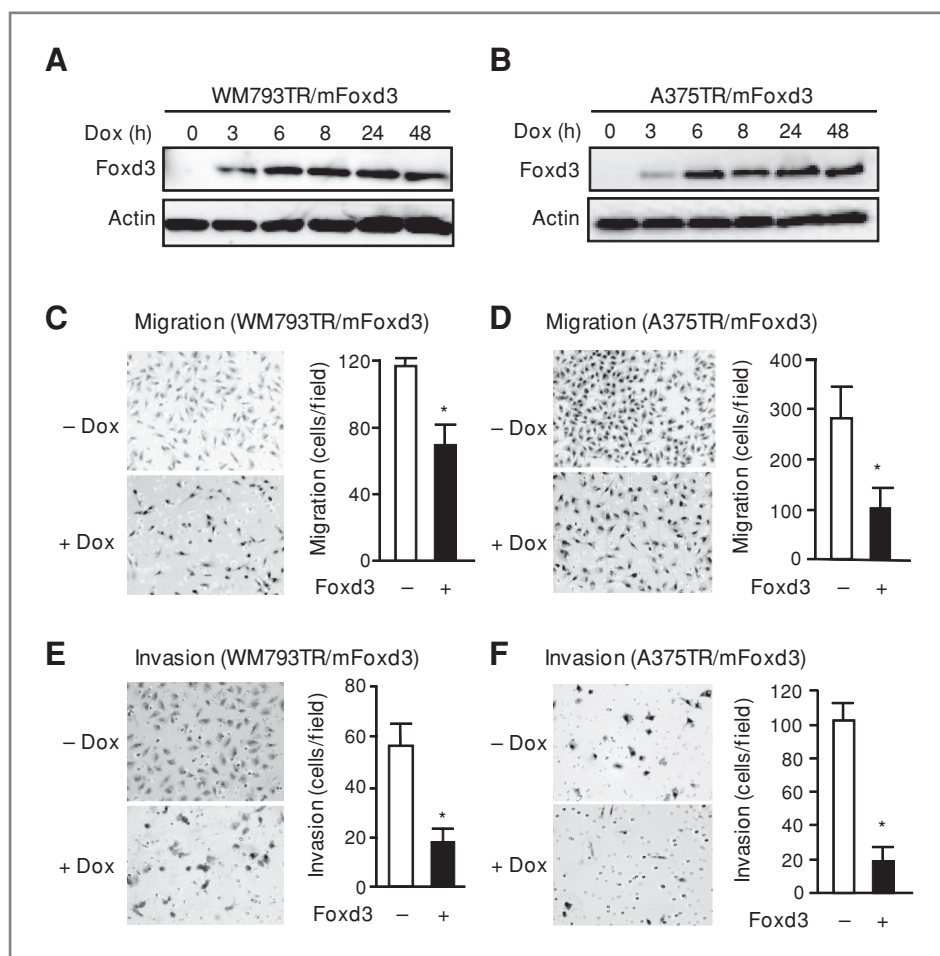 A
WM793TR/mFoxd3
Dox (h) 0 3 6 8 24 48
Foxd3
Actin
B
A375TR/mFoxd3
Dox (h) 0 3 6 8 24 48
Foxd3
Actin
C Migration (WM793TR/mFoxd3)
– Dox
+ Dox
Migration (cells/field)
120
80
40
0
*
Foxd3 – +
D Migration (A375TR/mFoxd3)
– Dox
+ Dox
Migration (cells/field)
400
300
200
100
0
*
Foxd3 – +
E Invasion (WM793TR/mFoxd3)
– Dox
+ Dox
Invasion (cells/field)
80
60
40
20
0
*
Foxd3 – +
F Invasion (A375TR/mFoxd3)
– Dox
+ Dox
Invasion (cells/field)
120
100
80
60
40
20
0
*
Foxd3 – +